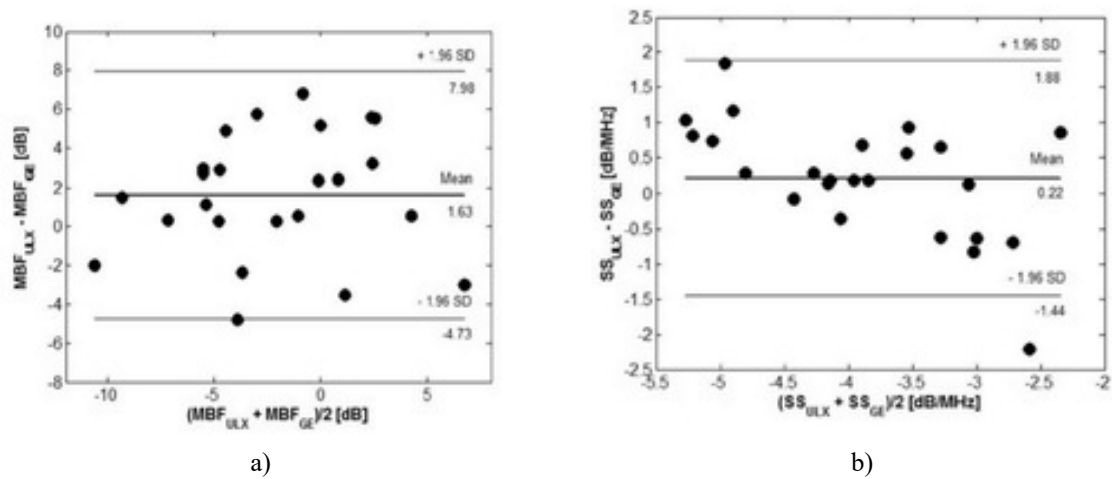 10
8
6
4
2
0
-2
-4
-6
-8
MBF_ULX - MBF_GE [dB]
+ 1.96 SD
7.98
Mean
1.63
- 1.96 SD
-4.73
-10 -5 0 5
(MBF_ULX + MBF_GE)/2 [dB]
a)
2.5
2
1.5
1
0.5
0
-0.5
-1
-1.5
-2
-2.5
SS_ULX - SS_GE [dB/MHz]
+ 1.96 SD
1.88
Mean
0.22
- 1.96 SD
-1.44
-5.5 -5 -4.5 -4 -3.5 -3 -2.5 -2
(SS_ULX + SS_GE)/2 [dB/MHz]
b)